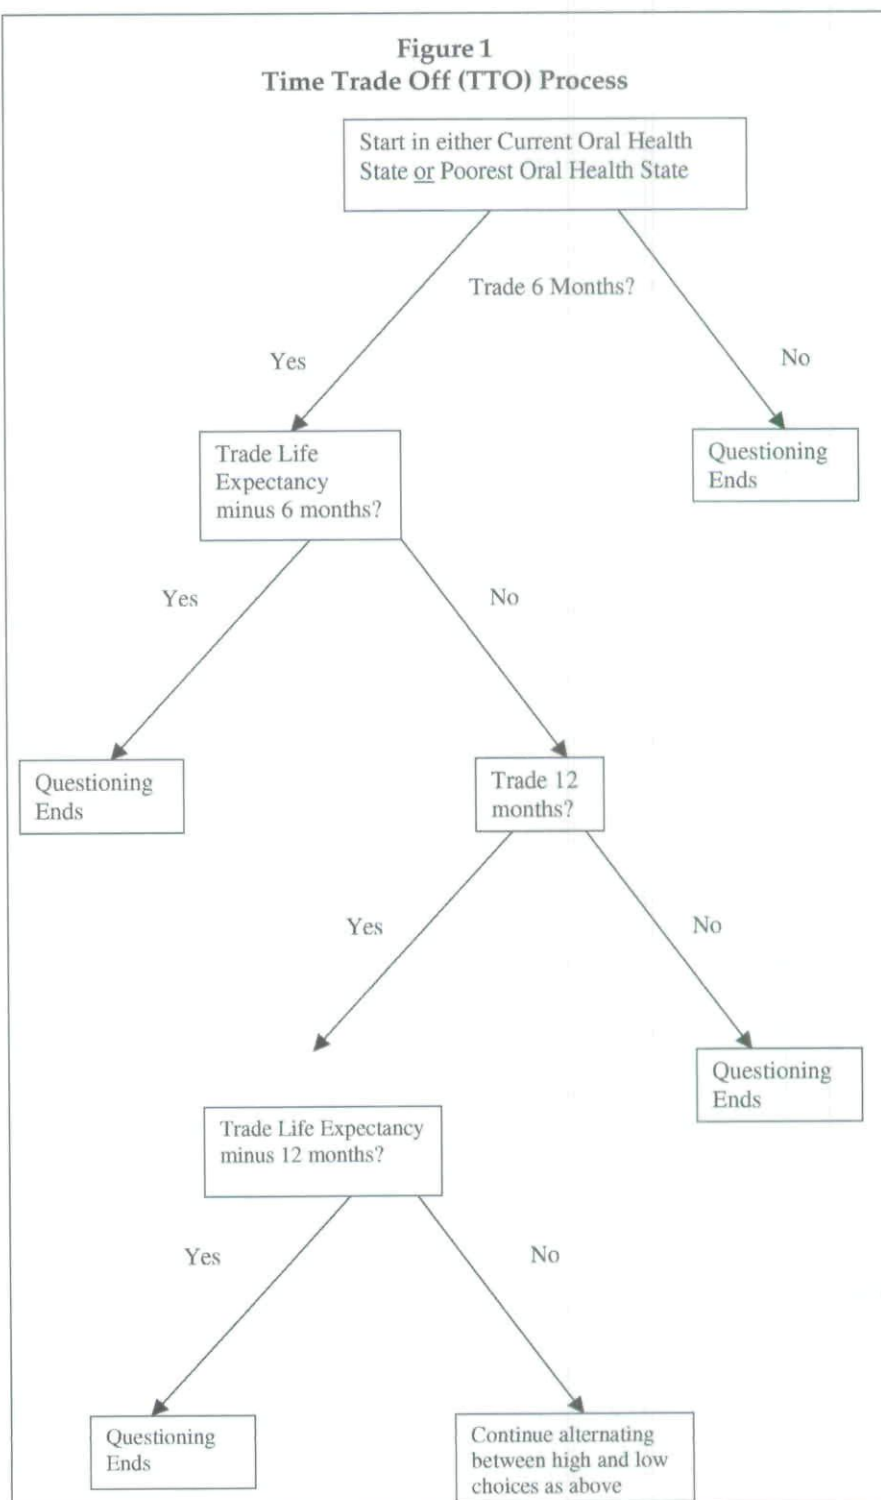 Figure 1
Time Trade Off (TTO) Process
Start in either Current Oral Health
State or Poorest Oral Health State
Trade 6 Months?
Yes
No
Trade Life
Expectancy
minus 6 months?
Questioning
Ends
Yes
No
Questioning
Ends
Trade 12
months?
Yes
No
Questioning
Ends
Trade Life Expectancy
minus 12 months?
Yes
No
Questioning
Ends
Continue alternating
between high and low
choices as above